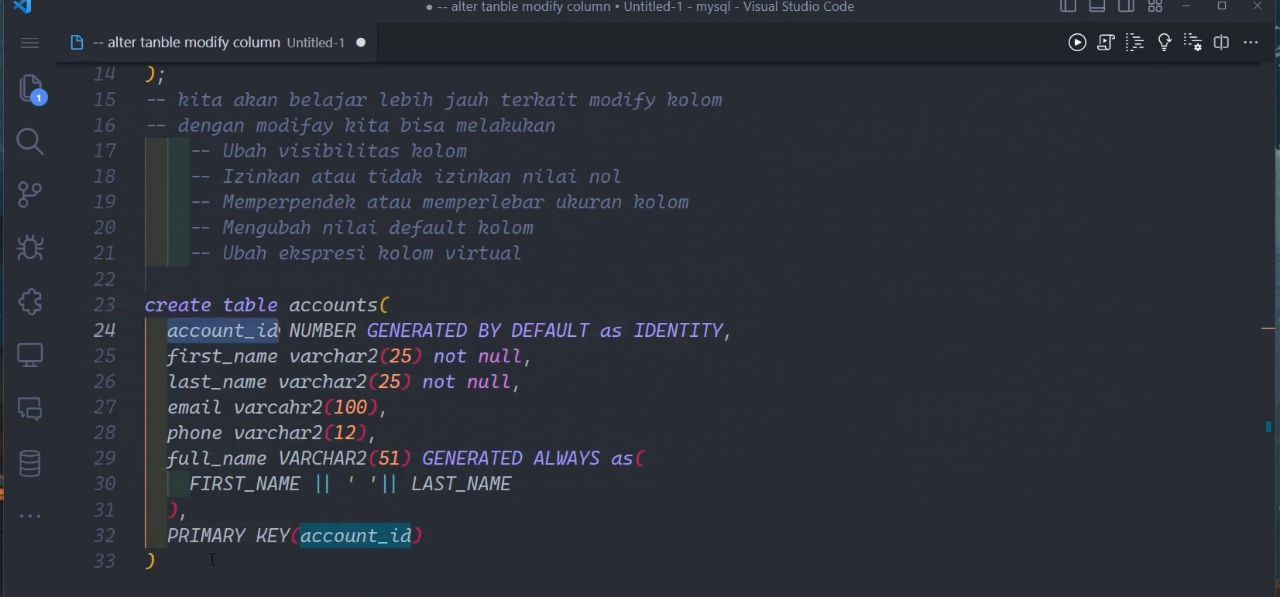 -- alter tanble modify column • Untitled-1 - mysql - Visual Studio Code
-- alter tanble modify column Untitled-1
1
14 );
15 -- kita akan belajar lebih jauh terkait modify kolom
16 -- dengan modifay kita bisa melakukan
17 -- Ubah visibilitas kolom
18 -- Izinkan atau tidak izinkan nilai nol
19 -- Memperpendek atau memperlebar ukuran kolom
20 -- Mengubah nilai default kolom
21 -- Ubah ekspresi kolom virtual
22
23 create table accounts(
24 account_id NUMBER GENERATED BY DEFAULT as IDENTITY,
25 first_name varchar2(25) not null,
26 last_name varchar2(25) not null,
27 email varcahr2(100),
28 phone varchar2(12),
29 full_name VARCHAR2(51) GENERATED ALWAYS as(
30 FIRST_NAME || ' '|| LAST_NAME
31 ),
32 PRIMARY KEY(account_id)
33 )